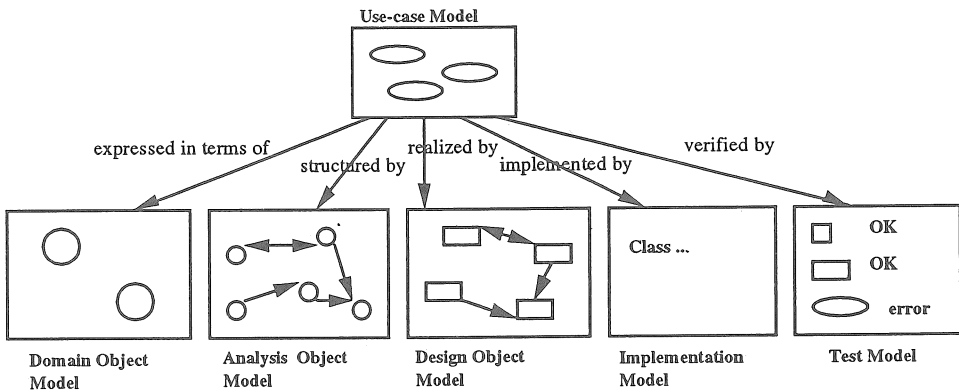 Use-case Model
expressed in terms of
structured by
realized by
implemented by
verified by
Class ...
OK
OK
error
Domain Object
Model
Analysis Object
Model
Design Object
Model
Implementation
Model
Test Model